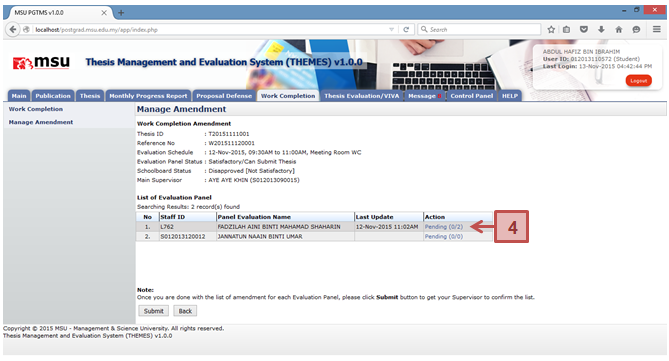 MSU PGTMS v1.0.0
localhost/postgrad.msu.edu.my/app/index.php
Search
msu
Thesis Management and Evaluation System (THEMES) v1.0.0
ABDUL HAFIZ BIN IBRAHIM
User ID: 012013110572 (Student)
Last Login: 13-Nov-2015 04:42:44 PM
Logout
Main Publication Thesis Monthly Progress Report Proposal Defense Work Completion Thesis Evaluation/VIVA Message Control Panel HELP
Work Completion
Manage Amendment
Manage Amendment
Work Completion Amendment
Thesis ID : T20151111001
Reference No : W201511120001
Evaluation Schedule : 12-Nov-2015, 09:30AM to 11:00AM, Meeting Room WC
Evaluation Panel Status : Satisfactory/Can Submit Thesis
Schoolboard Status : Disapproved [Not Satisfactory]
Main Supervisor : AYE AYE KHIN (S012013090015)
List of Evaluation Panel
Searching Results: 2 record(s) found
No Staff ID Panel Evaluation Name Last Update Action
1. L762 FADZILAH AINI BINTI MAHAMAD SHAHARIN 12-Nov-2015 11:02AM Pending (0/2)
4
2. S012013120012 JANNATUN NAAIN BINTI UMAR Pending (0/0)
Note:
Once you are done with the list of amendment for each Evaluation Panel, please click Submit button to get your Supervisor to confirm the list.
Submit Back
Copyright © 2015 MSU - Management & Science University. All rights reserved.
Thesis Management and Evaluation System (THEMES) v1.0.0